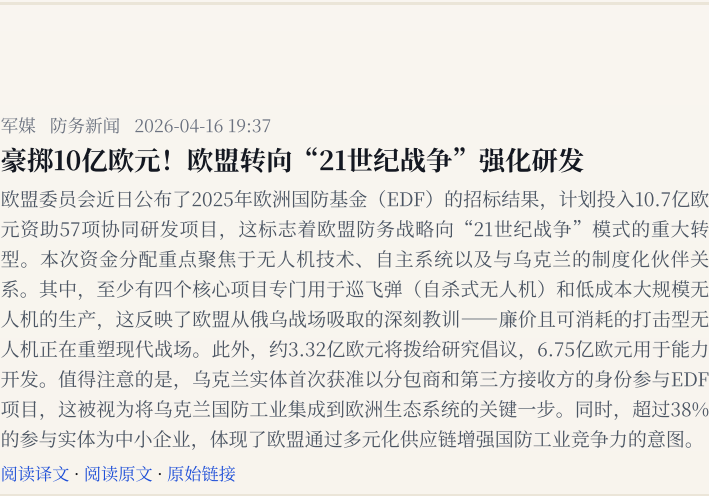 军媒 防务新闻 2026-04-16 19:37
豪掷10亿欧元！欧盟转向“21世纪战争”强化研发
欧盟委员会近日公布了2025年欧洲国防基金（EDF）的招标结果，计划投入10.7亿欧
元资助57项协同研发项目，这标志着欧盟防务战略向“21世纪战争”模式的重大转
型。本次资金分配重点聚焦于无人机技术、自主系统以及与乌克兰的制度化伙伴关
系。其中，至少有四个核心项目专门用于巡飞弹（自杀式无人机）和低成本大规模无
人机的生产，这反映了欧盟从俄乌战场吸取的深刻教训——廉价且可消耗的打击型无
人机正在重塑现代战场。此外，约3.32亿欧元将拨给研究倡议，6.75亿欧元用于能力
开发。值得注意的是，乌克兰实体首次获准以分包商和第三方接收方的身份参与EDF
项目，这被视为将乌克兰国防工业集成到欧洲生态系统的关键一步。同时，超过38%
的参与实体为中小企业，体现了欧盟通过多元化供应链增强国防工业竞争力的意图。
阅读译文 · 阅读原文 · 原始链接